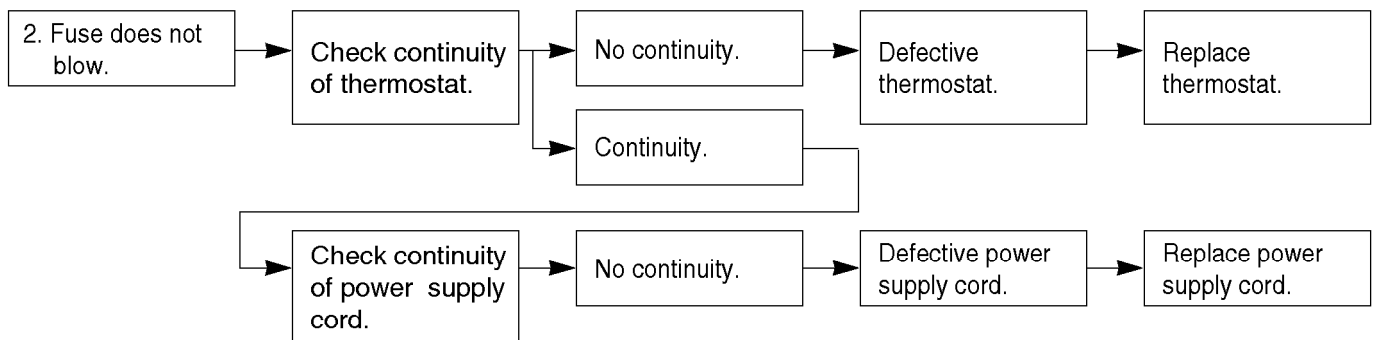 2. Fuse does not
blow.
Check continuity
of thermostat.
No continuity.
Defective
thermostat.
Replace
thermostat.
Continuity.
Check continuity
of power supply
cord.
No continuity.
Defective power
supply cord.
Replace power
supply cord.